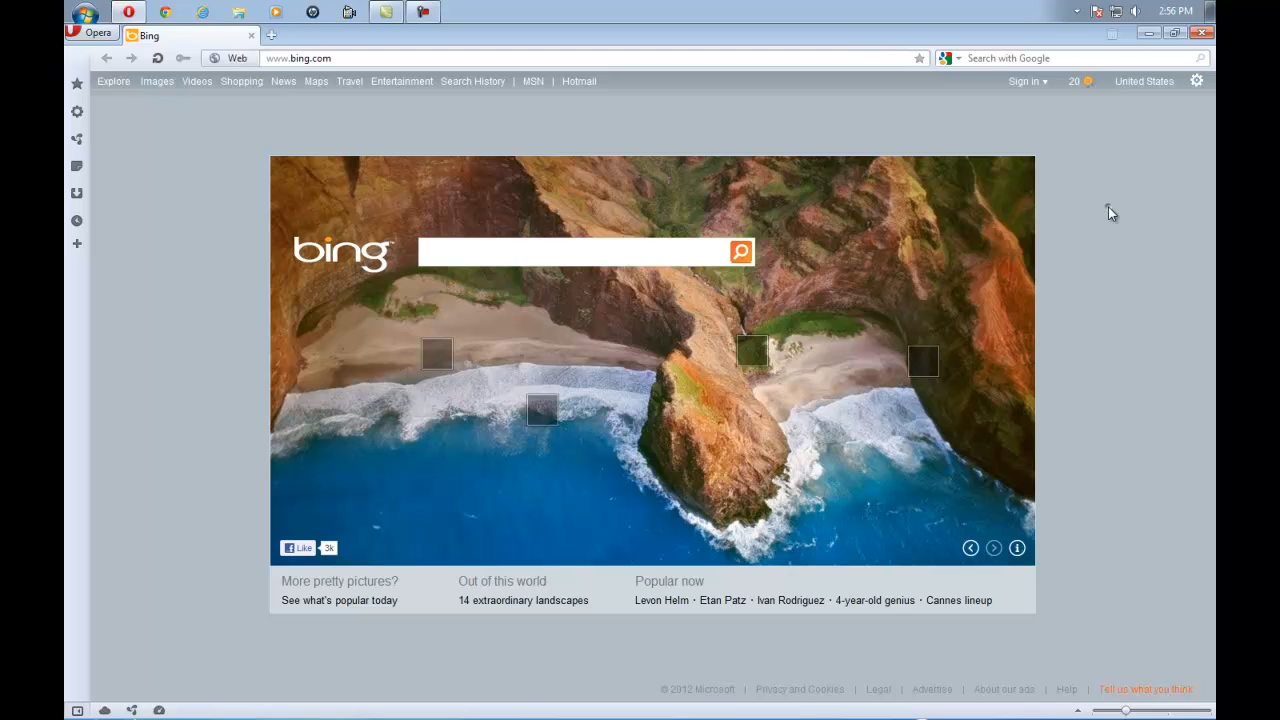 2:56 PM
Opera
Bing
Web
www.bing.com
Search with Google
Explore Images Videos Shopping News Maps Travel Entertainment Search History | MSN | Hotmail
Sign in 20 United States
bing
Like 3k
More pretty pictures? Out of this world Popular now
See what's popular today 14 extraordinary landscapes Levon Helm · Etan Patz · Ivan Rodriguez · 4-year-old genius · Cannes lineup
© 2012 Microsoft | Privacy and Cookies | Legal | Advertise | About our ads | Help | Tell us what you think